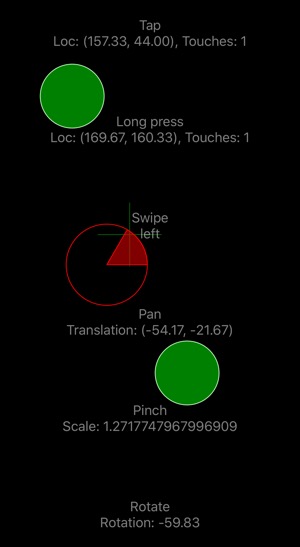 Tap
Loc: (157.33, 44.00), Touches: 1
Long press
Loc: (169.67, 160.33), Touches: 1
Swipe
left
Pan
Translation: (-54.17, -21.67)
Pinch
Scale: 1.2717747967996909
Rotate
Rotation: -59.83